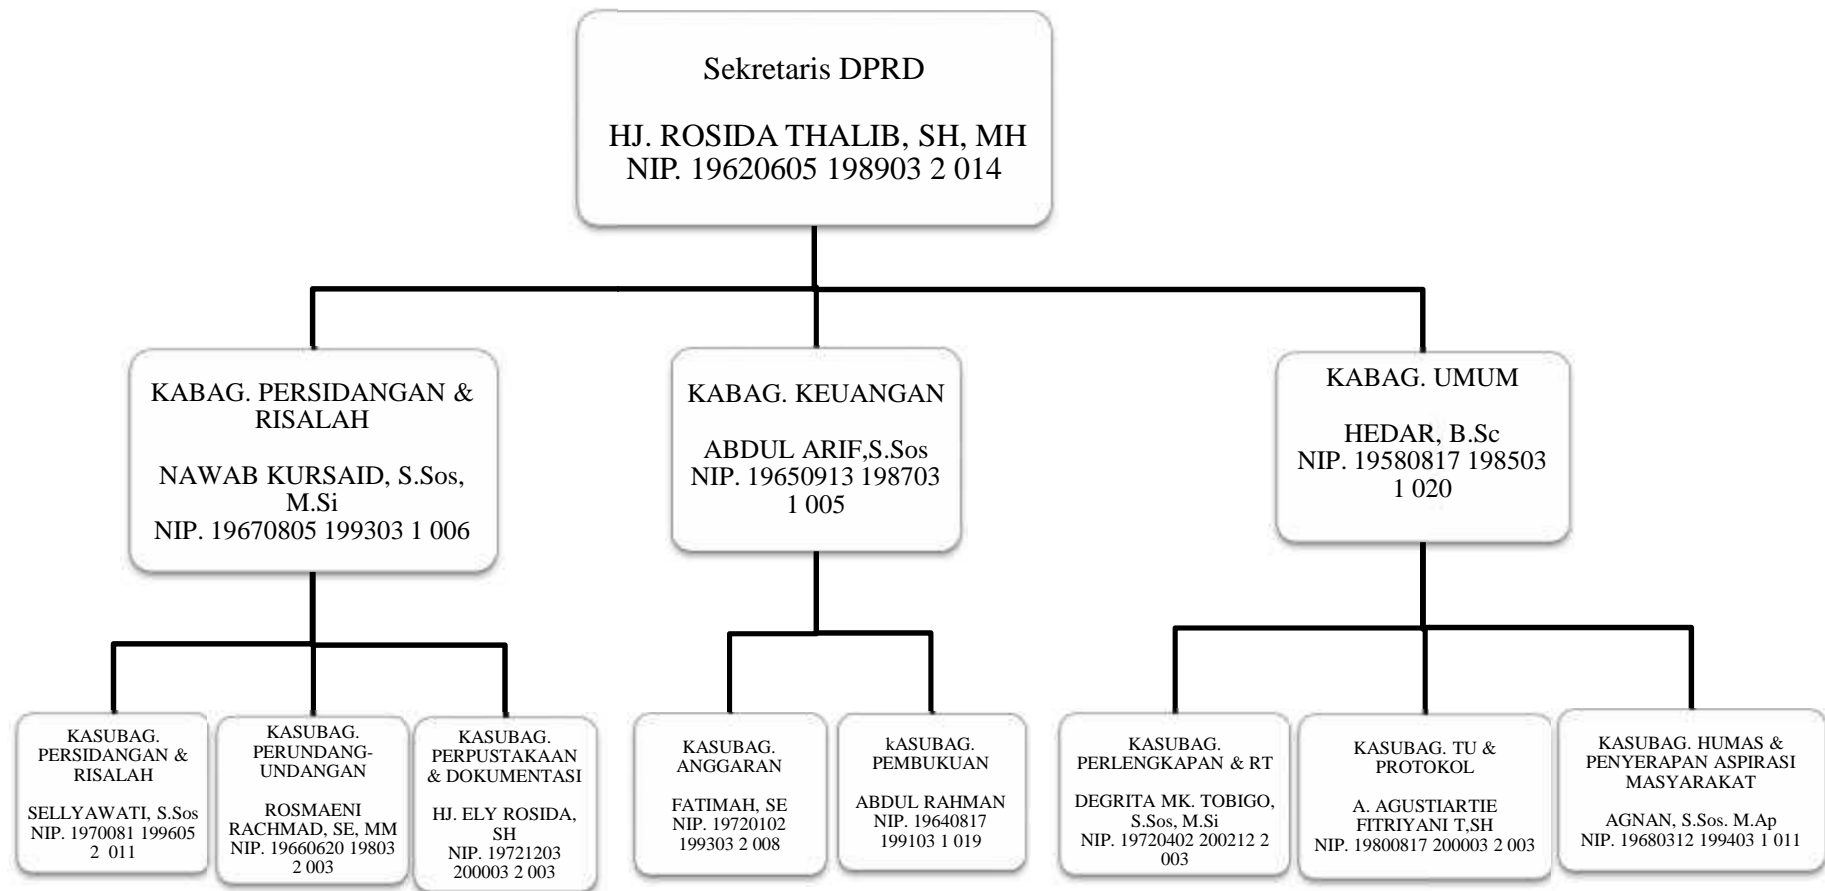 Sekretaris DPRD
HJ. ROSIDA THALIB, SH, MH
NIP. 19620605 198903 2 014
KABAG. PERSIDANGAN &
RISALAH
NAWAB KURSAID, S.Sos,
M.Si
NIP. 19670805 199303 1 006
KABAG. KEUANGAN
ABDUL ARIF,S.Sos
NIP. 19650913 198703
1 005
KABAG. UMUM
HEDAR, B.Sc
NIP. 19580817 198503
1 020
KASUBAG.
PERSIDANGAN &
RISALAH
SELLYAWATI, S.Sos
NIP. 1970081 199605
2 011
KASUBAG.
PERUNDANG-
UNDANGAN
ROSMAENI
RACHMAD, SE, MM
NIP. 19660620 19803
2 003
KASUBAG.
PERPUSTAKAAN
& DOKUMENTASI
HJ. ELY ROSIDA,
SH
NIP. 19721203
200003 2 003
KASUBAG.
ANGGARAN
FATIMAH, SE
NIP. 19720102
199303 2 008
kASUBAG.
PEMBUKUAN
ABDUL RAHMAN
NIP. 19640817
199103 1 019
KASUBAG.
PERLENGKAPAN & RT
DEGRITA MK. TOBIGO,
S.Sos, M.Si
NIP. 19720402 200212 2
003
KASUBAG. TU &
PROTOKOL
A. AGUSTIARTIE
FITRIYANI T,SH
NIP. 19800817 200003 2 003
KASUBAG. HUMAS &
PENYERAPAN ASPIRASI
MASYARAKAT
AGNAN, S.Sos. M.Ap
NIP. 19680312 199403 1 011